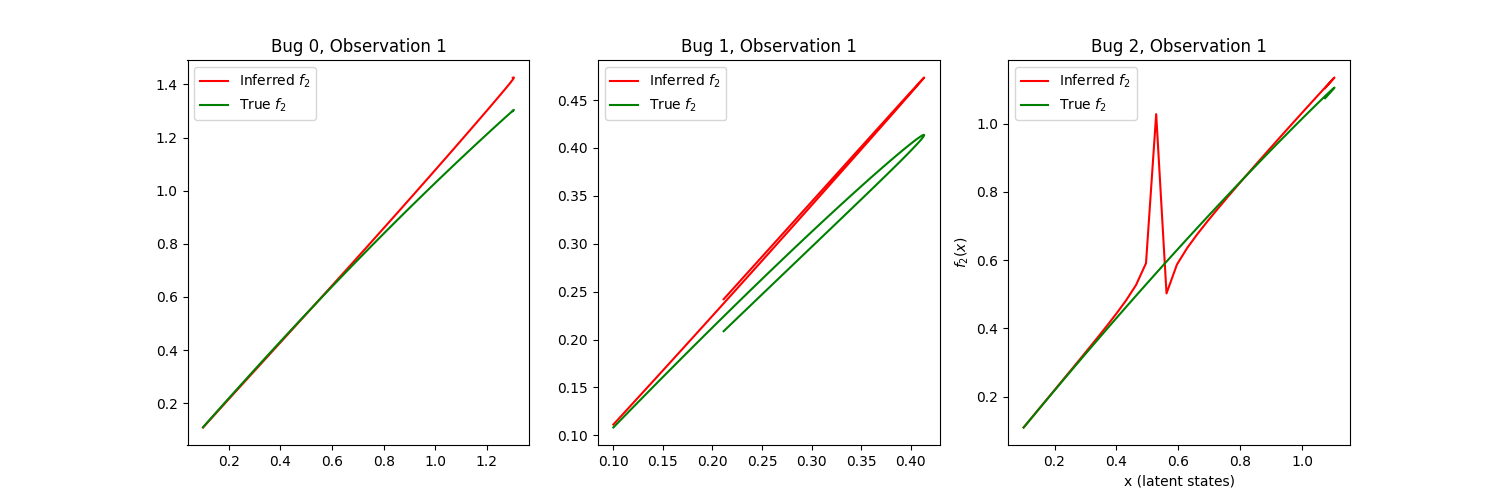 Bug 0, Observation 1
Inferred f₂
True f₂
1.4
1.2
1.0
0.8
0.6
0.4
0.2
0.2 0.4 0.6 0.8 1.0 1.2
Bug 1, Observation 1
Inferred f₂
True f₂
0.45
0.40
0.35
0.30
0.25
0.20
0.15
0.10
0.10 0.15 0.20 0.25 0.30 0.35 0.40
Bug 2, Observation 1
Inferred f₂
True f₂
f₂(x)
1.0
0.8
0.6
0.4
0.2
0.2 0.4 0.6 0.8 1.0
x (latent states)